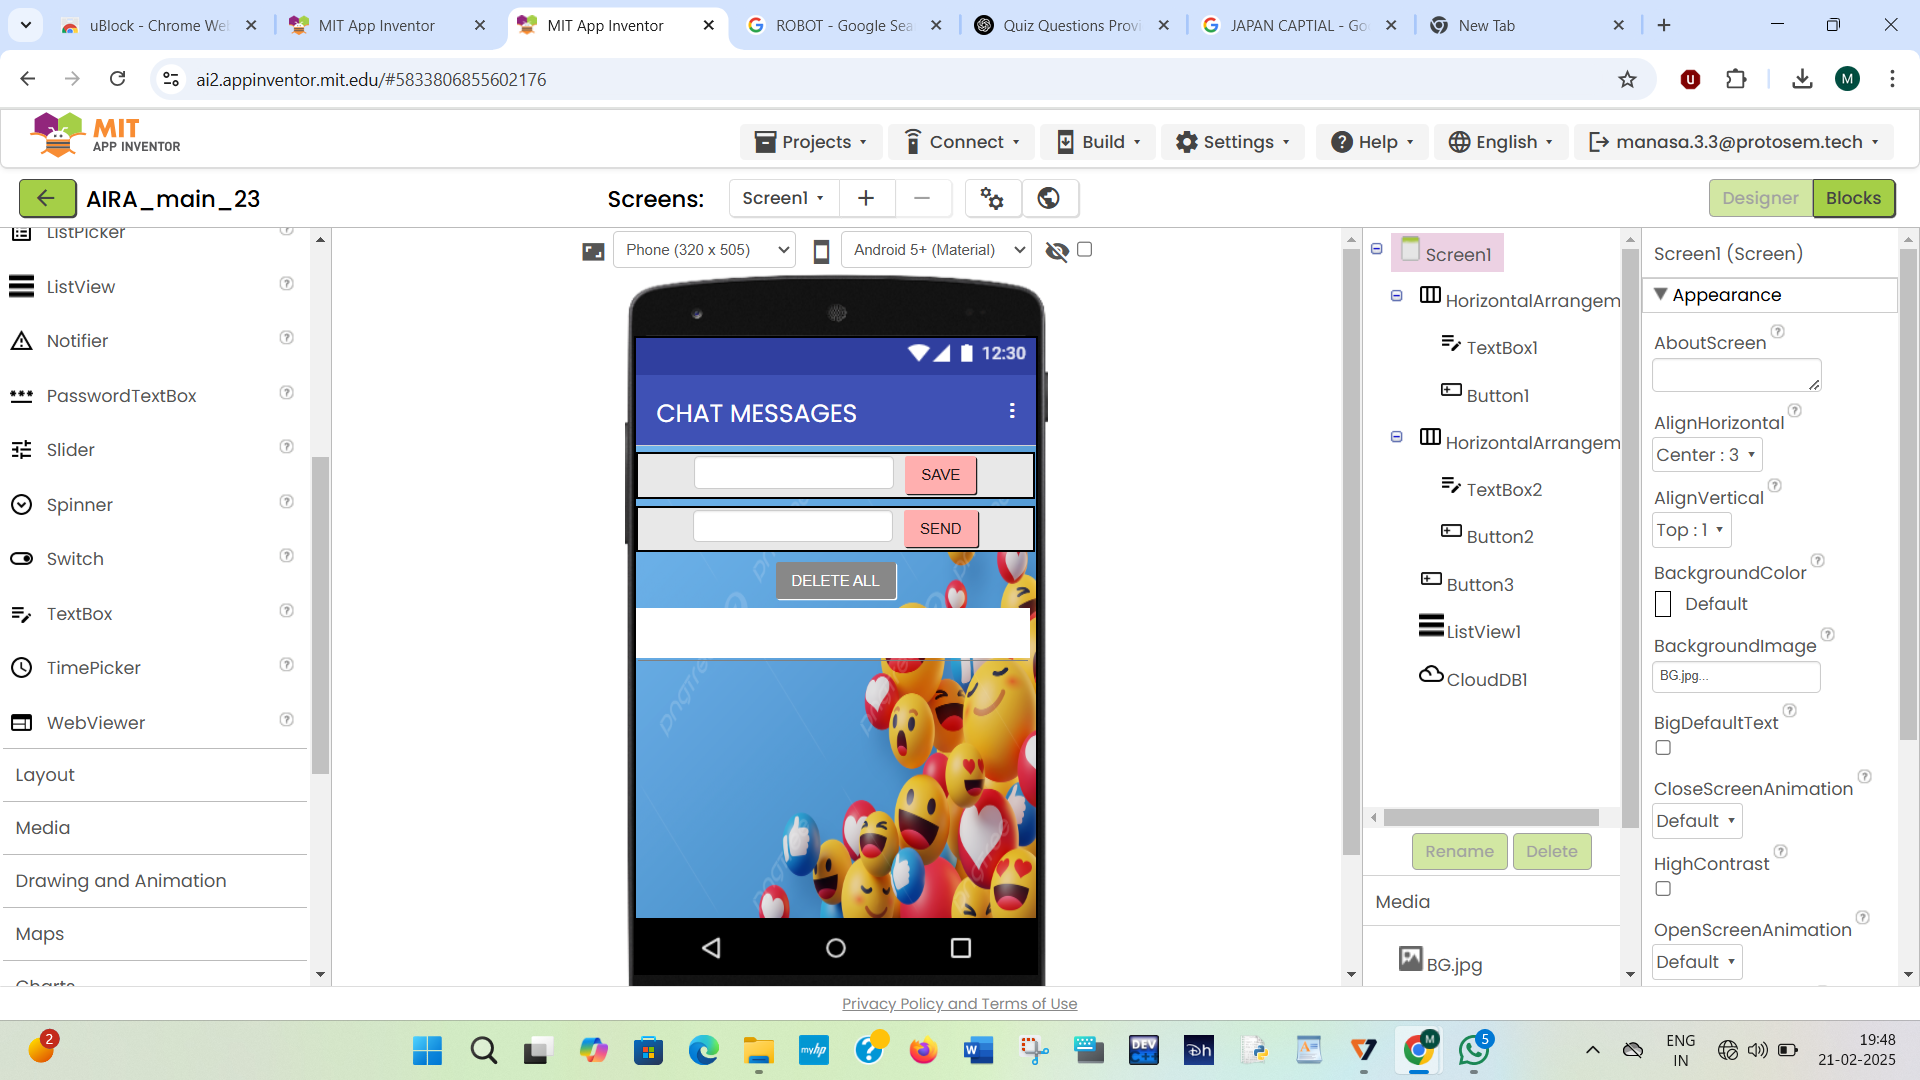 uBlock - Chrome Wel
MIT App Inventor
MIT App Inventor
ROBOT - Google Sea
Quiz Questions Provi
JAPAN CAPTIAL - Go
New Tab
ai2.appinventor.mit.edu/#5833806855602176
M
MIT
APP INVENTOR
Projects
Connect
Build
Settings
Help
English
manasa.3.3@protosem.tech
AIRA_main_23
Screens:
Screen1
Designer
Blocks
ListPicker
ListView
Notifier
PasswordTextBox
Slider
Spinner
Switch
TextBox
TimePicker
WebViewer
Layout
Media
Drawing and Animation
Maps
Charts
Phone (320 x 505)
Android 5+ (Material)
12:30
CHAT MESSAGES
SAVE
SEND
DELETE ALL
pngtree
Screen1
HorizontalArrangem
TextBox1
Button1
HorizontalArrangem
TextBox2
Button2
Button3
ListView1
CloudDB1
Rename
Delete
Media
BG.jpg
Screen1 (Screen)
Appearance
AboutScreen
AlignHorizontal
Center : 3
AlignVertical
Top : 1
BackgroundColor
Default
BackgroundImage
BG.jpg...
BigDefaultText
CloseScreenAnimation
Default
HighContrast
OpenScreenAnimation
Default
Privacy Policy and Terms of Use
2
myhp
W
DEV
C++
Dh
M
5
ENG
IN
19:48
21-02-2025